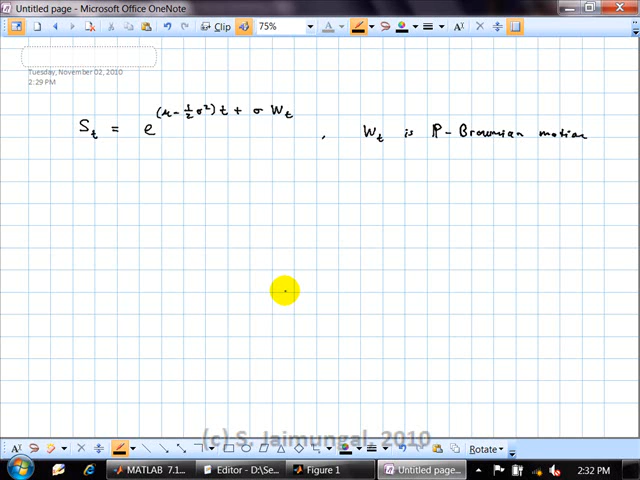 Untitled page - Microsoft Office OneNote
Back
75%
Clip
Tuesday, November 02, 2010
2:29 PM
S_t = e^{(μ - ½σ²)t + σ W_t} , W_t is ℙ - Brownian motion
(c) S. Jaimungal, 2010
Rotate
MATLAB 7.1...
Editor - D:\Se...
Figure 1
Untitled page...
2:32 PM